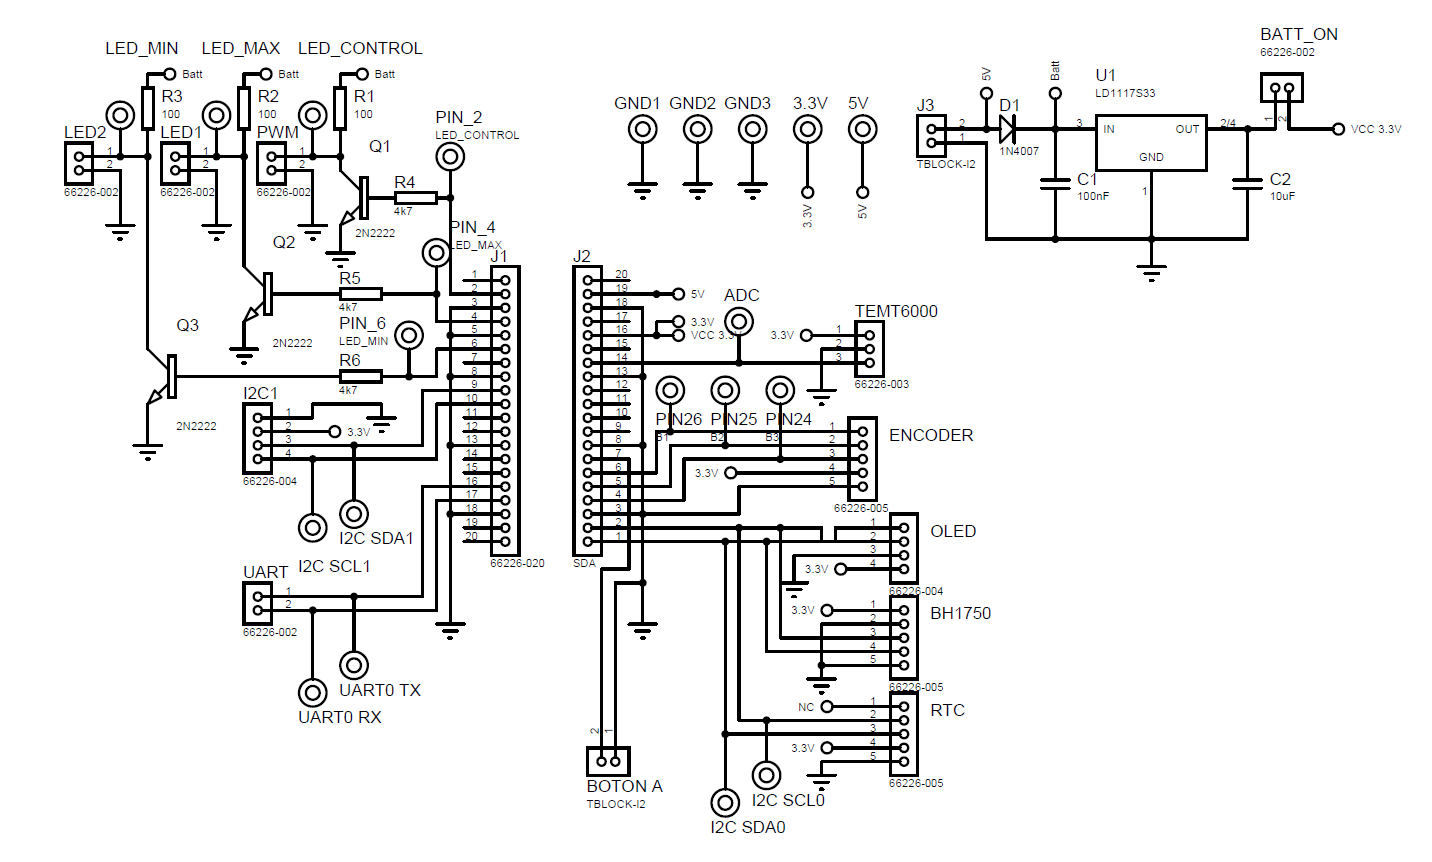 LED_MIN LED_MAX LED_CONTROL
Batt Batt Batt
R3 R2 R1
100 100 100
LED2 LED1 PWM
1 1 1
2 2 2
66226-002 66226-002 66226-002
Q1
R4
4k7
2N2222
PIN_2
LED_CONTROL
PIN_4
LED_MAX
Q2
R5
4k7
2N2222
PIN_6
LED_MIN
Q3
R6
4k7
2N2222
I2C1
1
2
3.3V
3
4
66226-004
I2C SDA1
I2C SCL1
UART
1
2
66226-002
UART0 TX
UART0 RX
J1
1
2
3
4
5
6
7
8
9
10
11
12
13
14
15
16
17
18
19
20
66226-020
J2
20
19
18
17
16
15
14
13
12
11
10
9
8
7
6
5
4
3
2
1
SDA
5V
3.3V
VCC 3.3V
GND1 GND2 GND3 3.3V 5V
3.3V 5V
J3
2
1
TBLOCK-I2
5V
D1
1N4007
Batt
U1
LD1117S33
3 IN OUT 2/4
GND
1
C1
100nF
C2
10uF
BATT_ON
66226-002
1 2
VCC 3.3V
ADC
TEMT6000
3.3V
1
2
3
66226-003
PIN26 PIN25 PIN24
B1 B2 B3
ENCODER
1
2
3
3.3V 4
5
66226-005
OLED
1
2
3
3.3V 4
66226-004
BH1750
3.3V 1
2
3
4
5
66226-005
RTC
NC 1
2
3
3.3V 4
5
66226-005
I2C SCL0
I2C SDA0
2 1
BOTON A
TBLOCK-I2